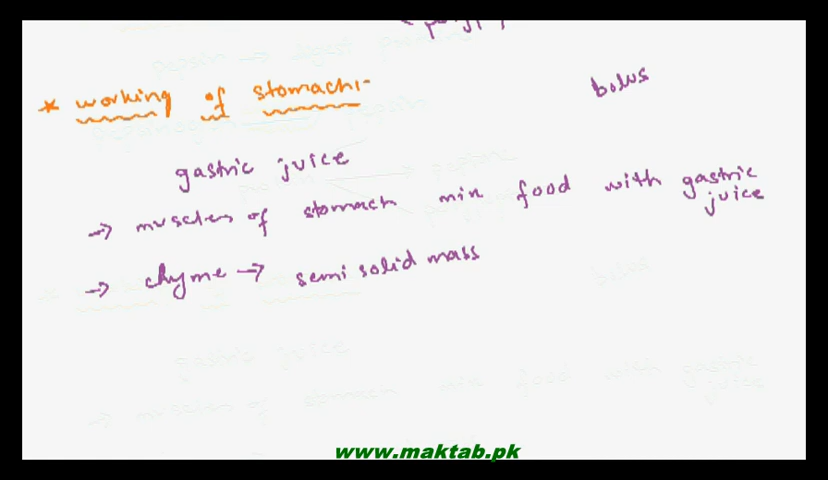 * working of stomach:-
bolus
gastric juice
→ muscles of stomach mix food with gastric juice
→ chyme → semi solid mass
www.maktab.pk